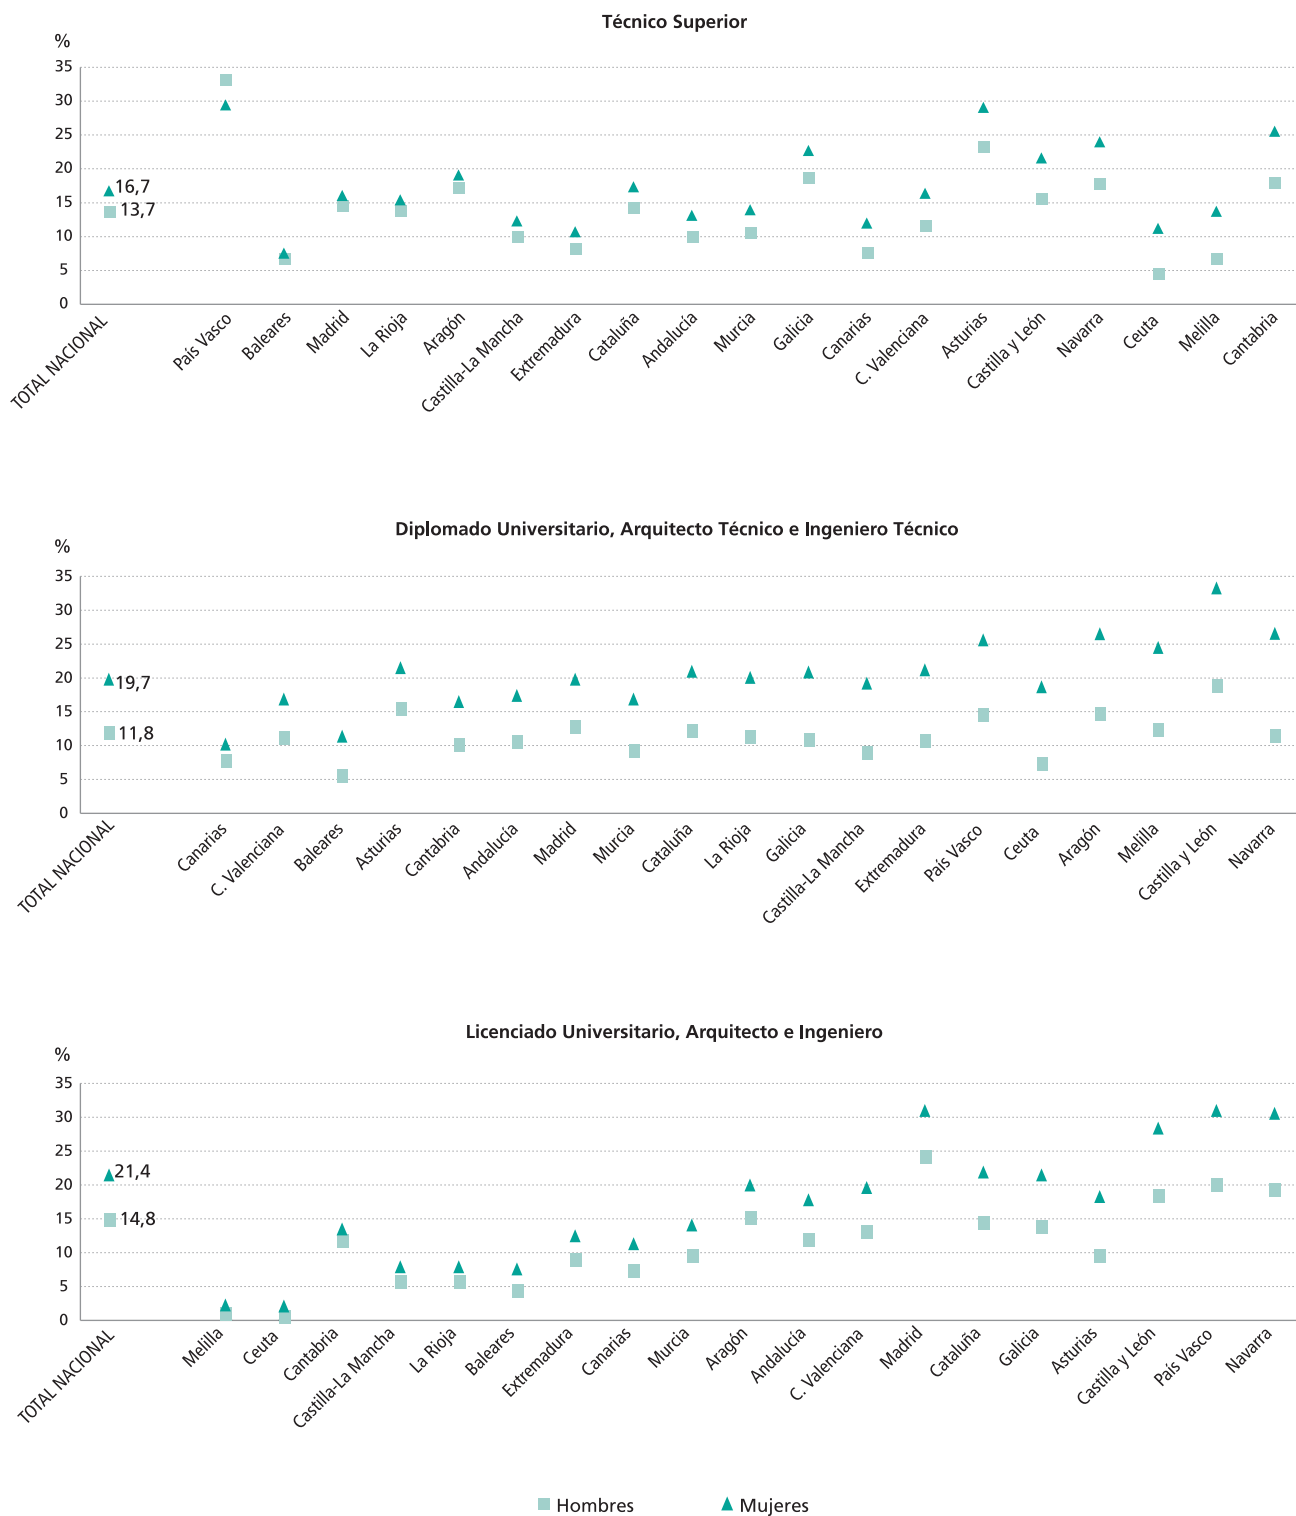 Técnico Superior
%
35
30
25
20
15
10
5
0
16,7
13,7
TOTAL NACIONAL
País Vasco
Baleares
Madrid
La Rioja
Aragón
Castilla-La Mancha
Extremadura
Cataluña
Andalucía
Murcia
Galicia
Canarias
C. Valenciana
Asturias
Castilla y León
Navarra
Ceuta
Melilla
Cantabria
Diplomado Universitario, Arquitecto Técnico e Ingeniero Técnico
%
35
30
25
20
15
10
5
0
19,7
11,8
TOTAL NACIONAL
Canarias
C. Valenciana
Baleares
Asturias
Cantabria
Andalucía
Madrid
Murcia
Cataluña
La Rioja
Galicia
Castilla-La Mancha
Extremadura
País Vasco
Ceuta
Aragón
Melilla
Castilla y León
Navarra
Licenciado Universitario, Arquitecto e Ingeniero
%
35
30
25
20
15
10
5
0
21,4
14,8
TOTAL NACIONAL
Melilla
Ceuta
Cantabria
Castilla-La Mancha
La Rioja
Baleares
Extremadura
Canarias
Murcia
Aragón
Andalucía
C. Valenciana
Madrid
Cataluña
Galicia
Asturias
Castilla y León
País Vasco
Navarra
Hombres
Mujeres